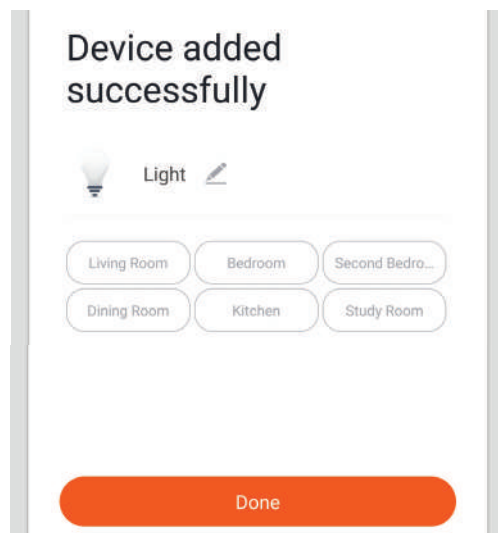 Device added
successfully
Light
Living Room Bedroom Second Bedro...
Dining Room Kitchen Study Room
Done